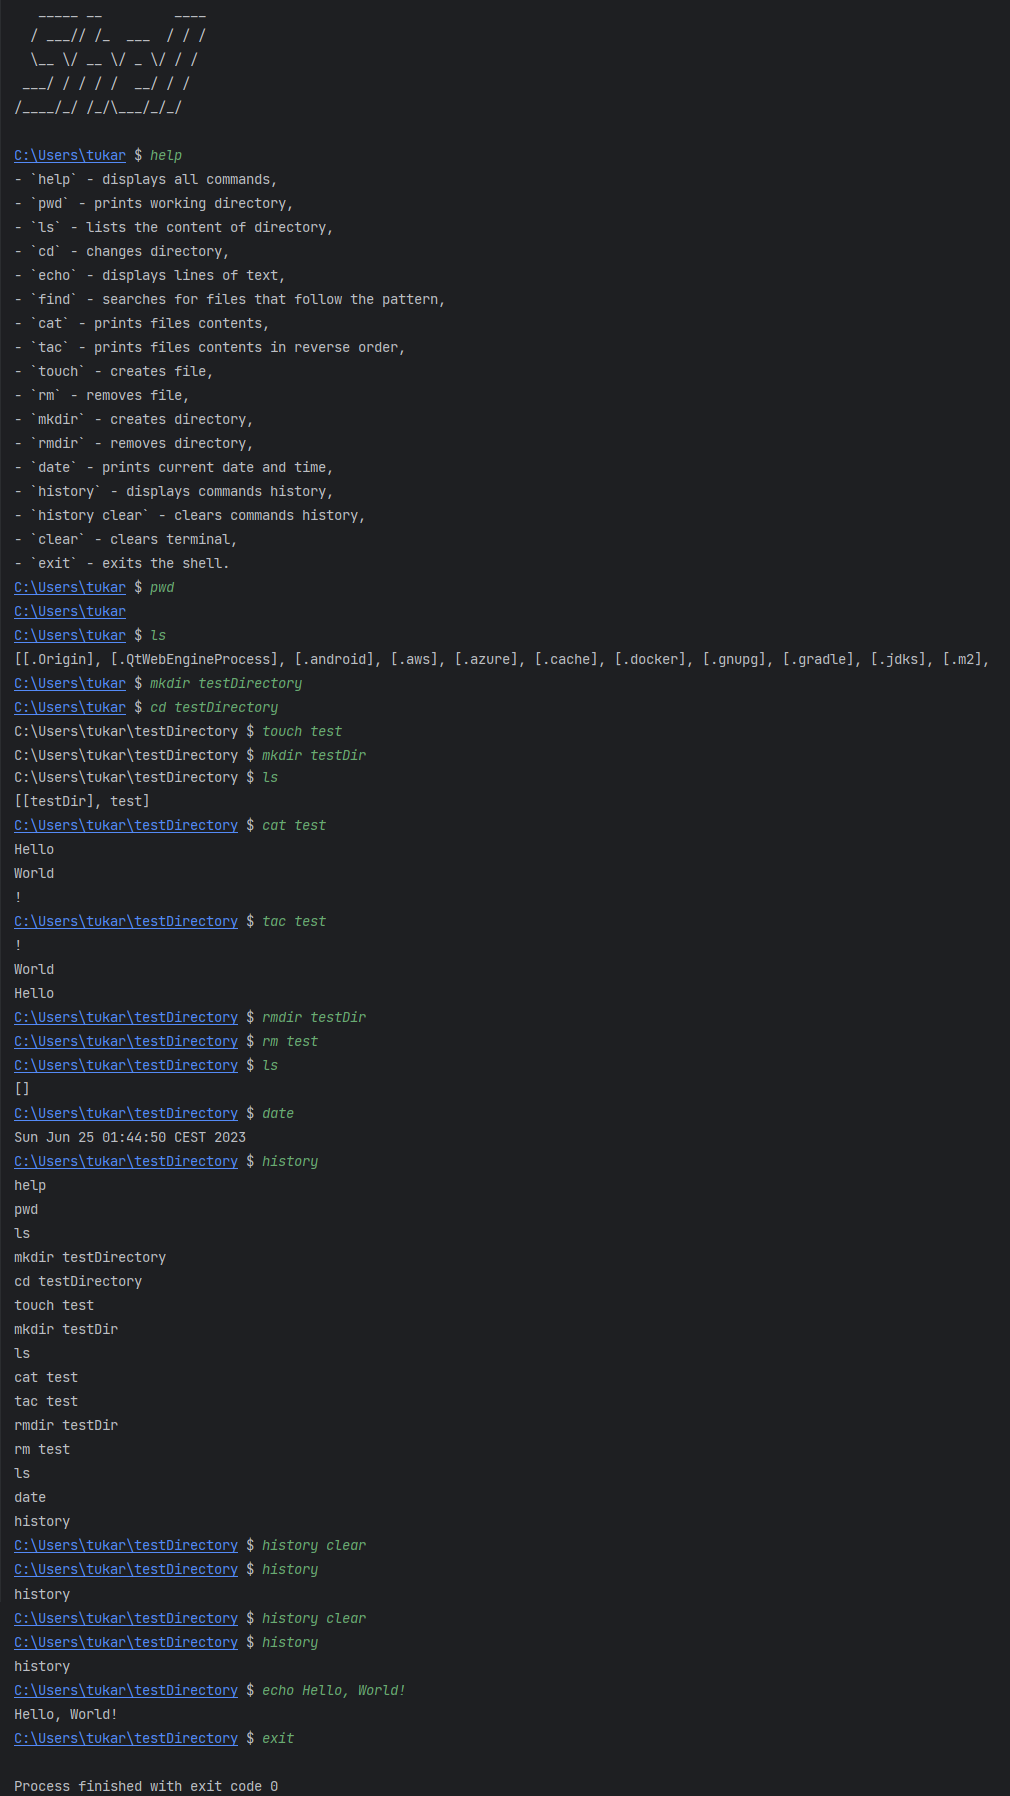 _____ __         ____
  / ___// /_  ___  / / /
  \__ \/ __ \/ _ \/ / /
 ___/ / / / /  __/ / /
/____/_/ /_/\___/_/_/

C:\Users\tukar $ help
- `help` - displays all commands,
- `pwd` - prints working directory,
- `ls` - lists the content of directory,
- `cd` - changes directory,
- `echo` - displays lines of text,
- `find` - searches for files that follow the pattern,
- `cat` - prints files contents,
- `tac` - prints files contents in reverse order,
- `touch` - creates file,
- `rm` - removes file,
- `mkdir` - creates directory,
- `rmdir` - removes directory,
- `date` - prints current date and time,
- `history` - displays commands history,
- `history clear` - clears commands history,
- `clear` - clears terminal,
- `exit` - exits the shell.
C:\Users\tukar $ pwd
C:\Users\tukar
C:\Users\tukar $ ls
[[.Origin], [.QtWebEngineProcess], [.android], [.aws], [.azure], [.cache], [.docker], [.gnupg], [.gradle], [.jdks], [.m2],
C:\Users\tukar $ mkdir testDirectory
C:\Users\tukar $ cd testDirectory
C:\Users\tukar\testDirectory $ touch test
C:\Users\tukar\testDirectory $ mkdir testDir
C:\Users\tukar\testDirectory $ ls
[[testDir], test]
C:\Users\tukar\testDirectory $ cat test
Hello
World
!
C:\Users\tukar\testDirectory $ tac test
!
World
Hello
C:\Users\tukar\testDirectory $ rmdir testDir
C:\Users\tukar\testDirectory $ rm test
C:\Users\tukar\testDirectory $ ls
[]
C:\Users\tukar\testDirectory $ date
Sun Jun 25 01:44:50 CEST 2023
C:\Users\tukar\testDirectory $ history
help
pwd
ls
mkdir testDirectory
cd testDirectory
touch test
mkdir testDir
ls
cat test
tac test
rmdir testDir
rm test
ls
date
history
C:\Users\tukar\testDirectory $ history clear
C:\Users\tukar\testDirectory $ history
history
C:\Users\tukar\testDirectory $ history clear
C:\Users\tukar\testDirectory $ history
history
C:\Users\tukar\testDirectory $ echo Hello, World!
Hello, World!
C:\Users\tukar\testDirectory $ exit

Process finished with exit code 0